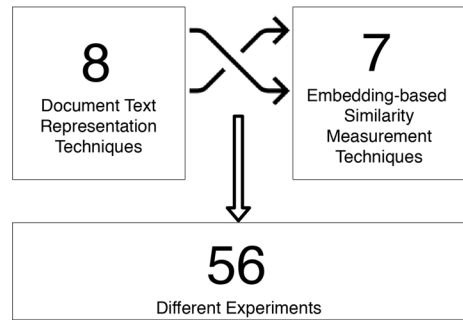 8
Document Text
Representation
Techniques
7
Embedding-based
Similarity
Measurement
Techniques
56
Different Experiments